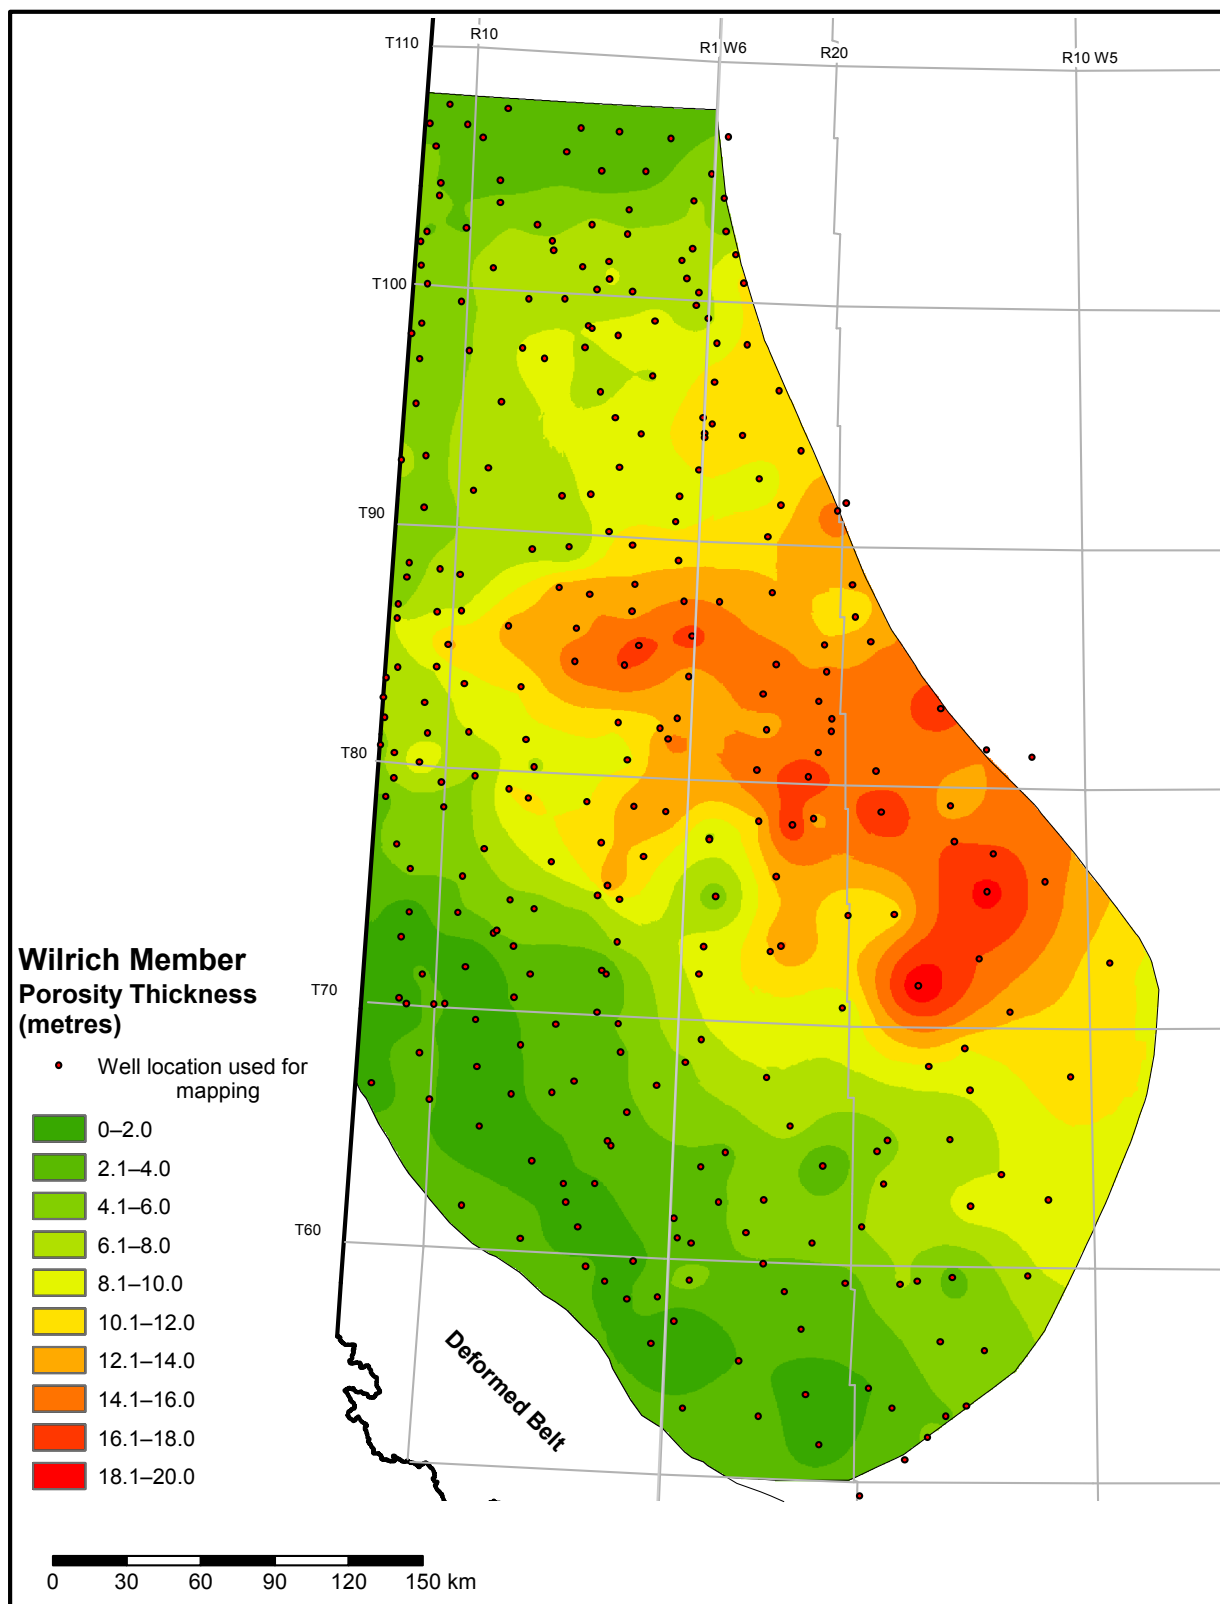 T110
R10
R1 W6
R20
R10 W5
T100
T90
T80
T70
T60
Wilrich Member
Porosity Thickness
(metres)
Well location used for
mapping
0–2.0
2.1–4.0
4.1–6.0
6.1–8.0
8.1–10.0
10.1–12.0
12.1–14.0
14.1–16.0
16.1–18.0
18.1–20.0
Deformed Belt
0 30 60 90 120 150 km